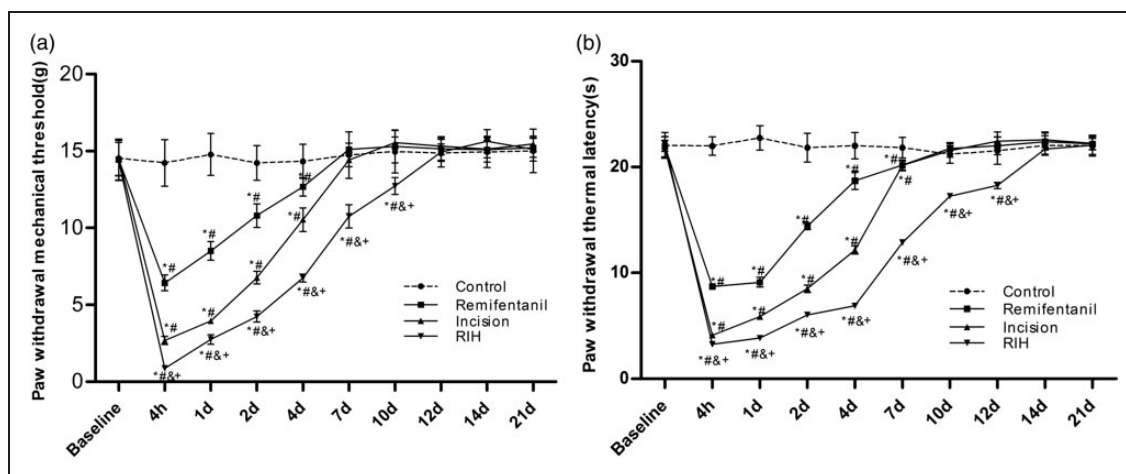 (a)
Paw withdrawal mechanical threshold(g)
20
15
10
5
0
*#
*#
*#
*#
*#
*#
*#
*#
*#&+
*#&+
*#&+
*#&+
*#&+
*#&+
Control
Remifentanil
Incision
RIH
Baseline
4h
1d
2d
4d
7d
10d
12d
14d
21d
(b)
Paw withdrawal thermal latency(s)
30
20
10
0
*#
*#
*#
*#
*#
*#
*#
*#
*#
*#
*#&+
*#&+
*#&+
*#&+
*#&+
*#&+
*#&+
Control
Remifentanil
Incision
RIH
Baseline
4h
1d
2d
4d
7d
10d
12d
14d
21d